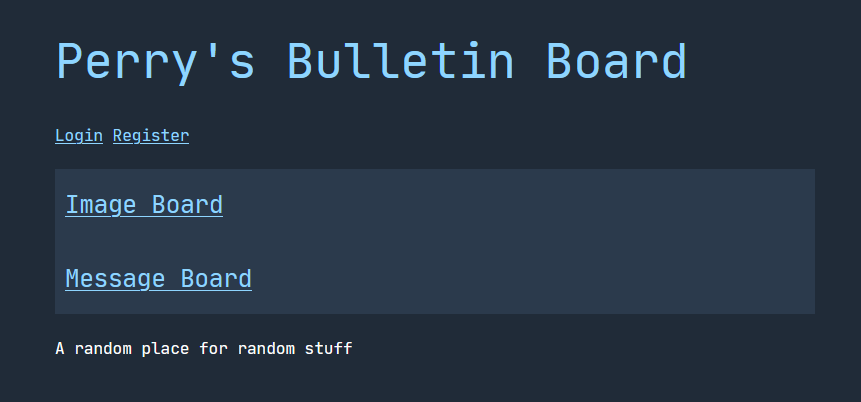 Perry's Bulletin Board
Login Register
Image Board
Message Board
A random place for random stuff